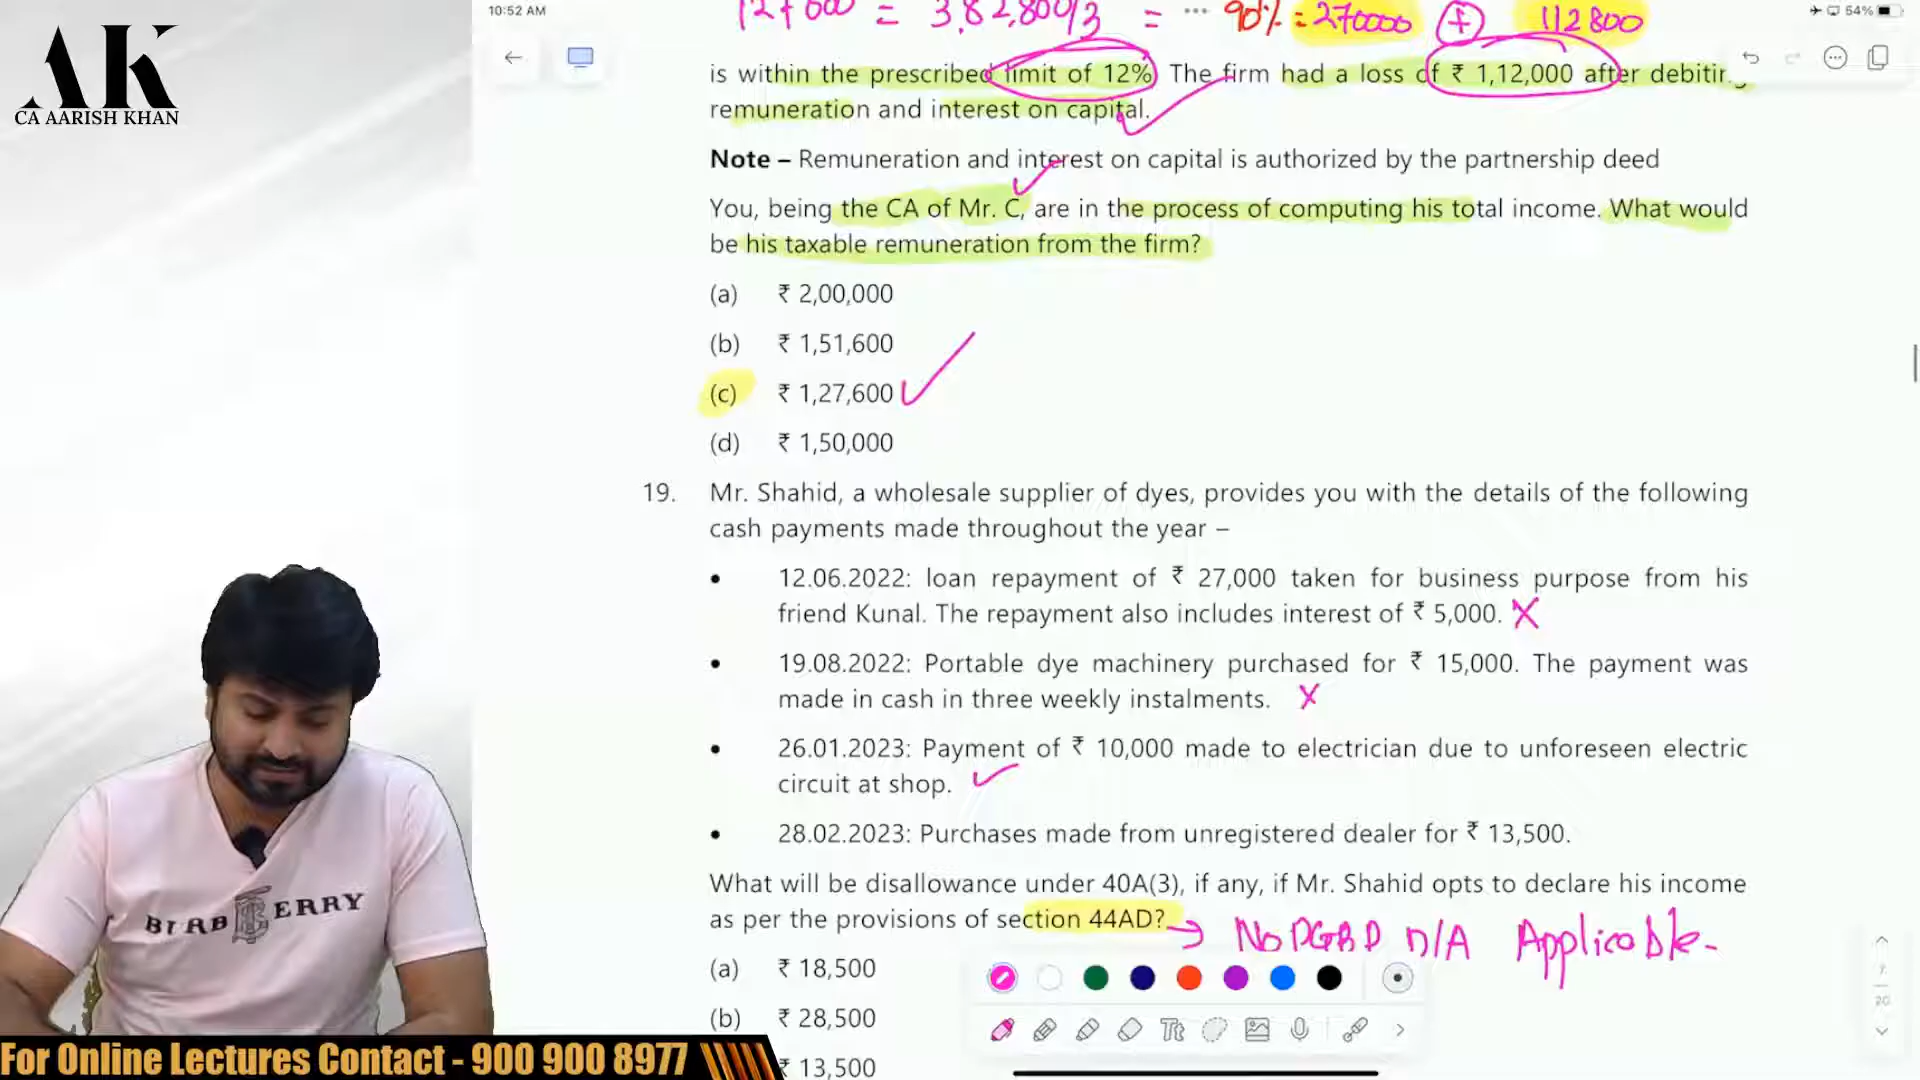 10:52 AM
54%
AK
CA AARISH KHAN
127600 = 3,82,800/3 = 90% = 270000 + 112800
is within the prescribed limit of 12%. The firm had a loss of ₹ 1,12,000 after debiting
remuneration and interest on capital.
Note – Remuneration and interest on capital is authorized by the partnership deed
You, being the CA of Mr. C, are in the process of computing his total income. What would
be his taxable remuneration from the firm?
(a) ₹ 2,00,000
(b) ₹ 1,51,600
(c) ₹ 1,27,600
(d) ₹ 1,50,000
19. Mr. Shahid, a wholesale supplier of dyes, provides you with the details of the following
cash payments made throughout the year –
• 12.06.2022: loan repayment of ₹ 27,000 taken for business purpose from his
friend Kunal. The repayment also includes interest of ₹ 5,000. X
• 19.08.2022: Portable dye machinery purchased for ₹ 15,000. The payment was
made in cash in three weekly instalments. X
• 26.01.2023: Payment of ₹ 10,000 made to electrician due to unforeseen electric
circuit at shop.
• 28.02.2023: Purchases made from unregistered dealer for ₹ 13,500.
What will be disallowance under 40A(3), if any, if Mr. Shahid opts to declare his income
as per the provisions of section 44AD? → No PGBP n/A Applicable-
(a) ₹ 18,500
(b) ₹ 28,500
₹ 13,500
BURBERRY
Tt
20
For Online Lectures Contact - 900 900 8977